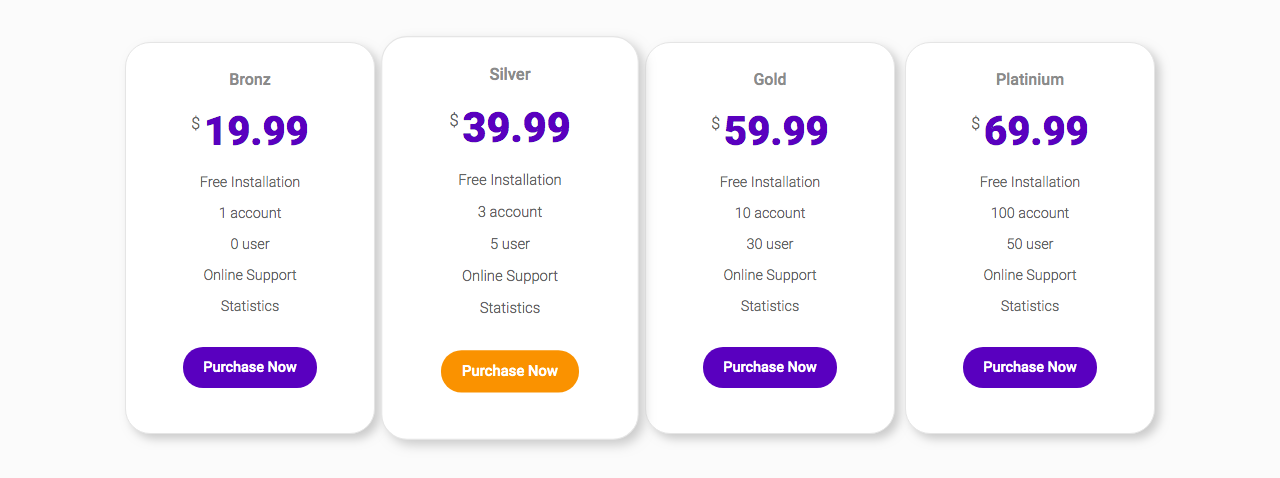 Bronz
$ 19.99
Free Installation
1 account
0 user
Online Support
Statistics
Purchase Now
Silver
$ 39.99
Free Installation
3 account
5 user
Online Support
Statistics
Purchase Now
Gold
$ 59.99
Free Installation
10 account
30 user
Online Support
Statistics
Purchase Now
Platinium
$ 69.99
Free Installation
100 account
50 user
Online Support
Statistics
Purchase Now